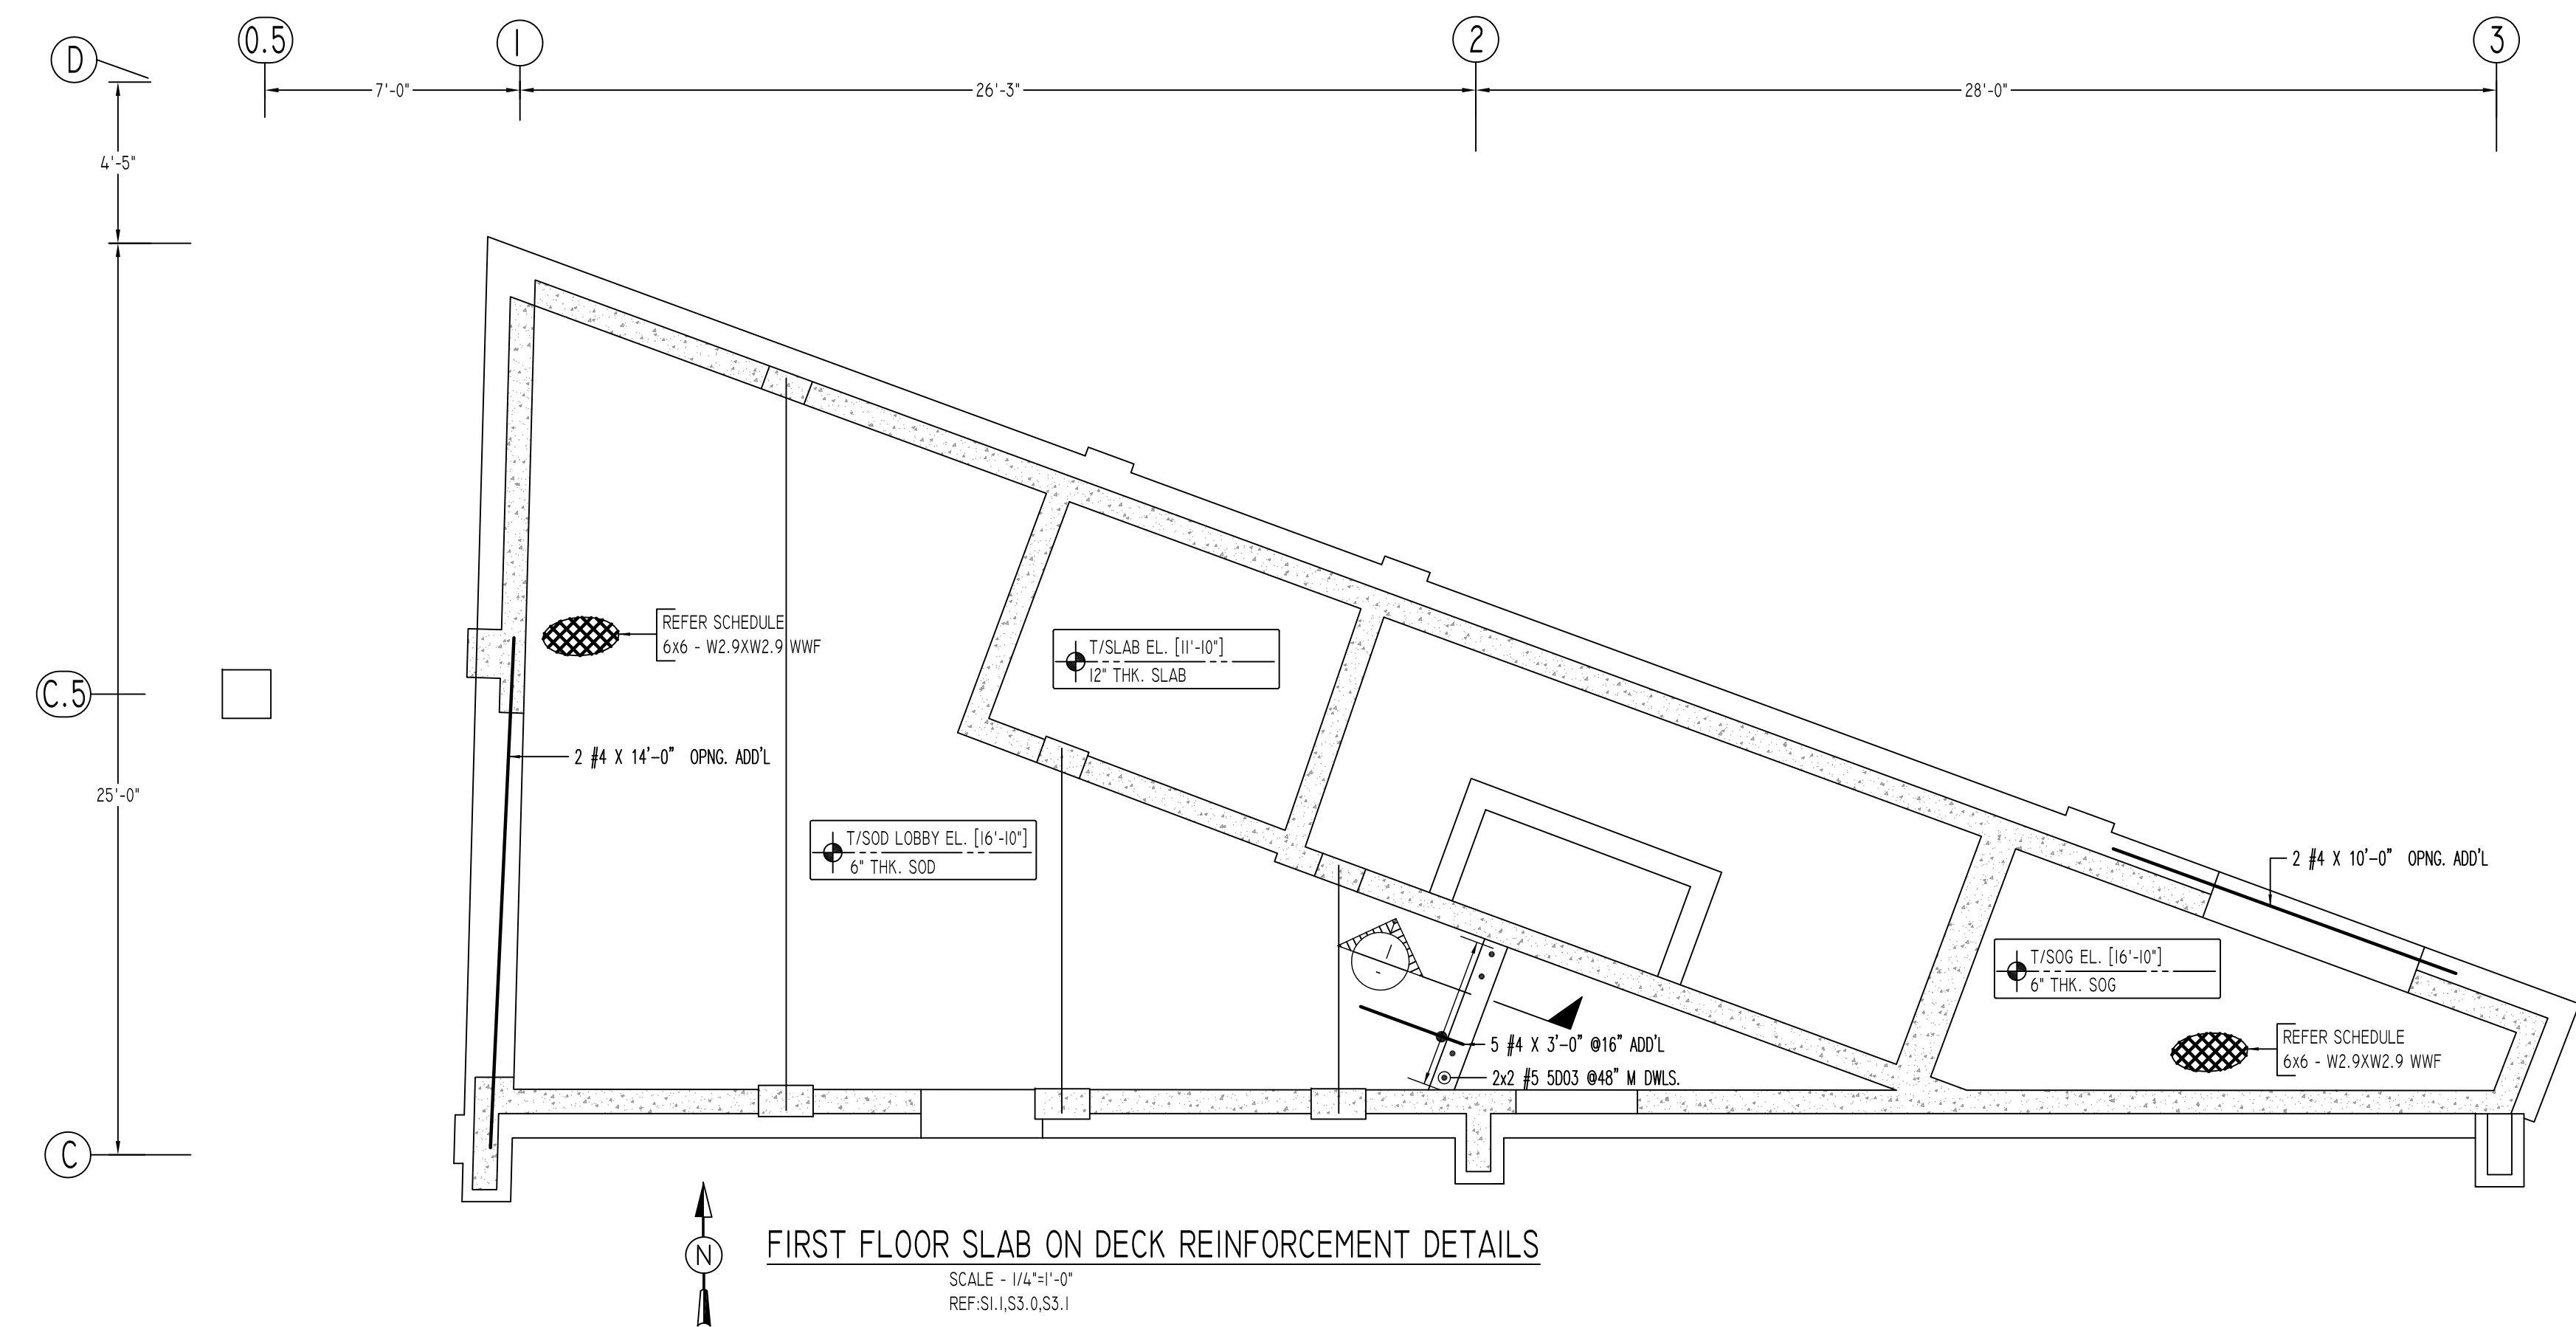 D
0.5
1
2
3
7'-0"
26'-3"
28'-0"
4'-5"
REFER SCHEDULE
6x6 - W2.9XW2.9 WWF
T/SLAB EL. [11'-10"]
12" THK. SLAB
C.5
2 #4 X 14'-0" OPNG. ADD'L
25'-0"
T/SOD LOBBY EL. [16'-10"]
6" THK. SOD
2 #4 X 10'-0" OPNG. ADD'L
T/SOG EL. [16'-10"]
6" THK. SOG
REFER SCHEDULE
6x6 - W2.9XW2.9 WWF
5 #4 X 3'-0" @16" ADD'L
2x2 #5 5D03 @48" M DWLS.
C
N
FIRST FLOOR SLAB ON DECK REINFORCEMENT DETAILS
SCALE - 1/4"=1'-0"
REF:S1.1,S3.0,S3.1